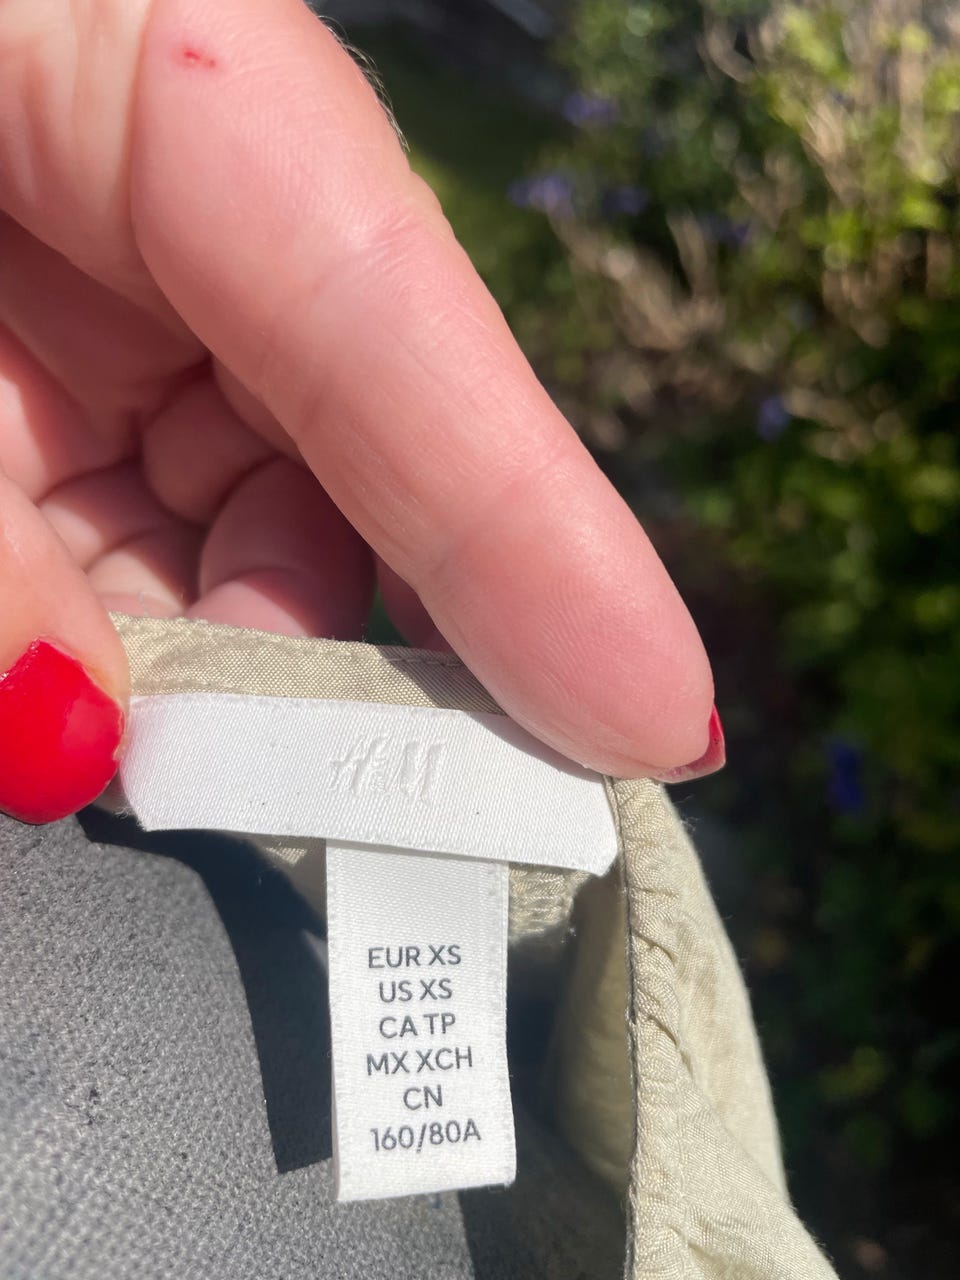 H&M
EUR XS
US XS
CA TP
MX XCH
CN
160/80A